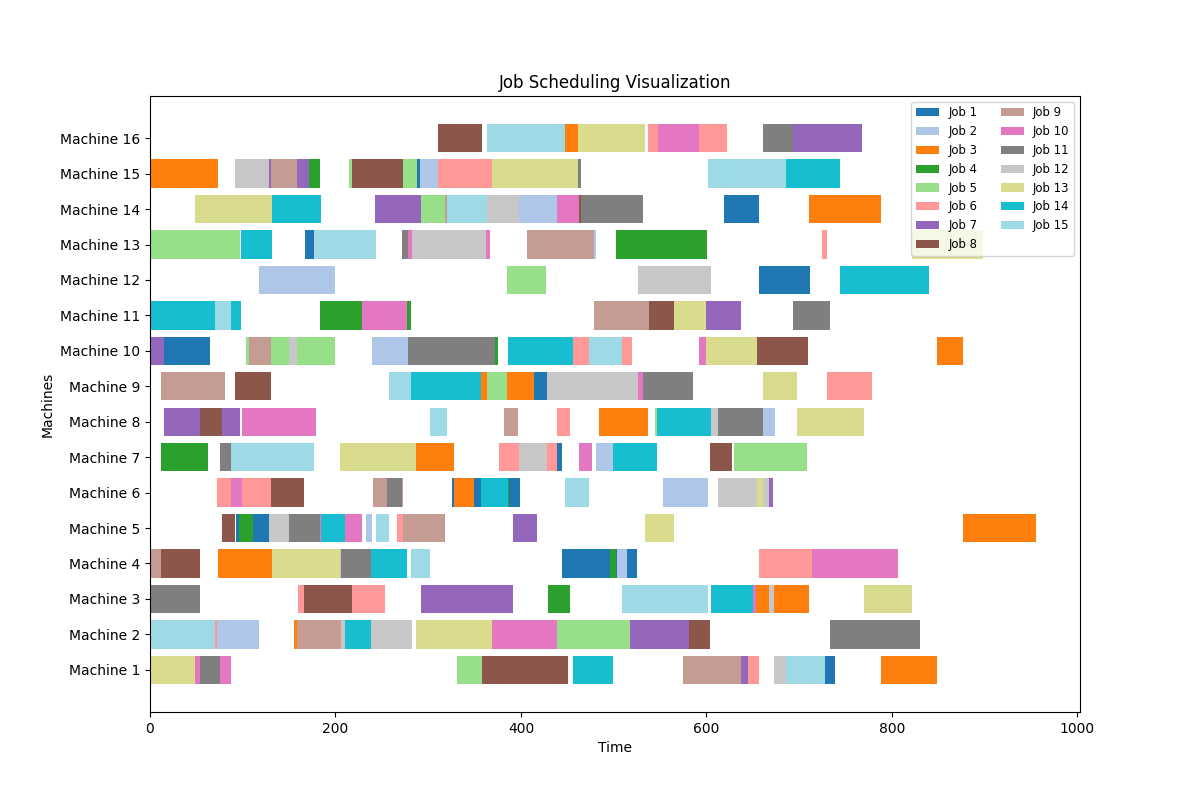 Job Scheduling Visualization
Machine 16
Machine 15
Machine 14
Machine 13
Machine 12
Machine 11
Machine 10
Machine 9
Machine 8
Machine 7
Machine 6
Machine 5
Machine 4
Machine 3
Machine 2
Machine 1
Machines
0 200 400 600 800 1000
Time
Job 1
Job 2
Job 3
Job 4
Job 5
Job 6
Job 7
Job 8
Job 9
Job 10
Job 11
Job 12
Job 13
Job 14
Job 15